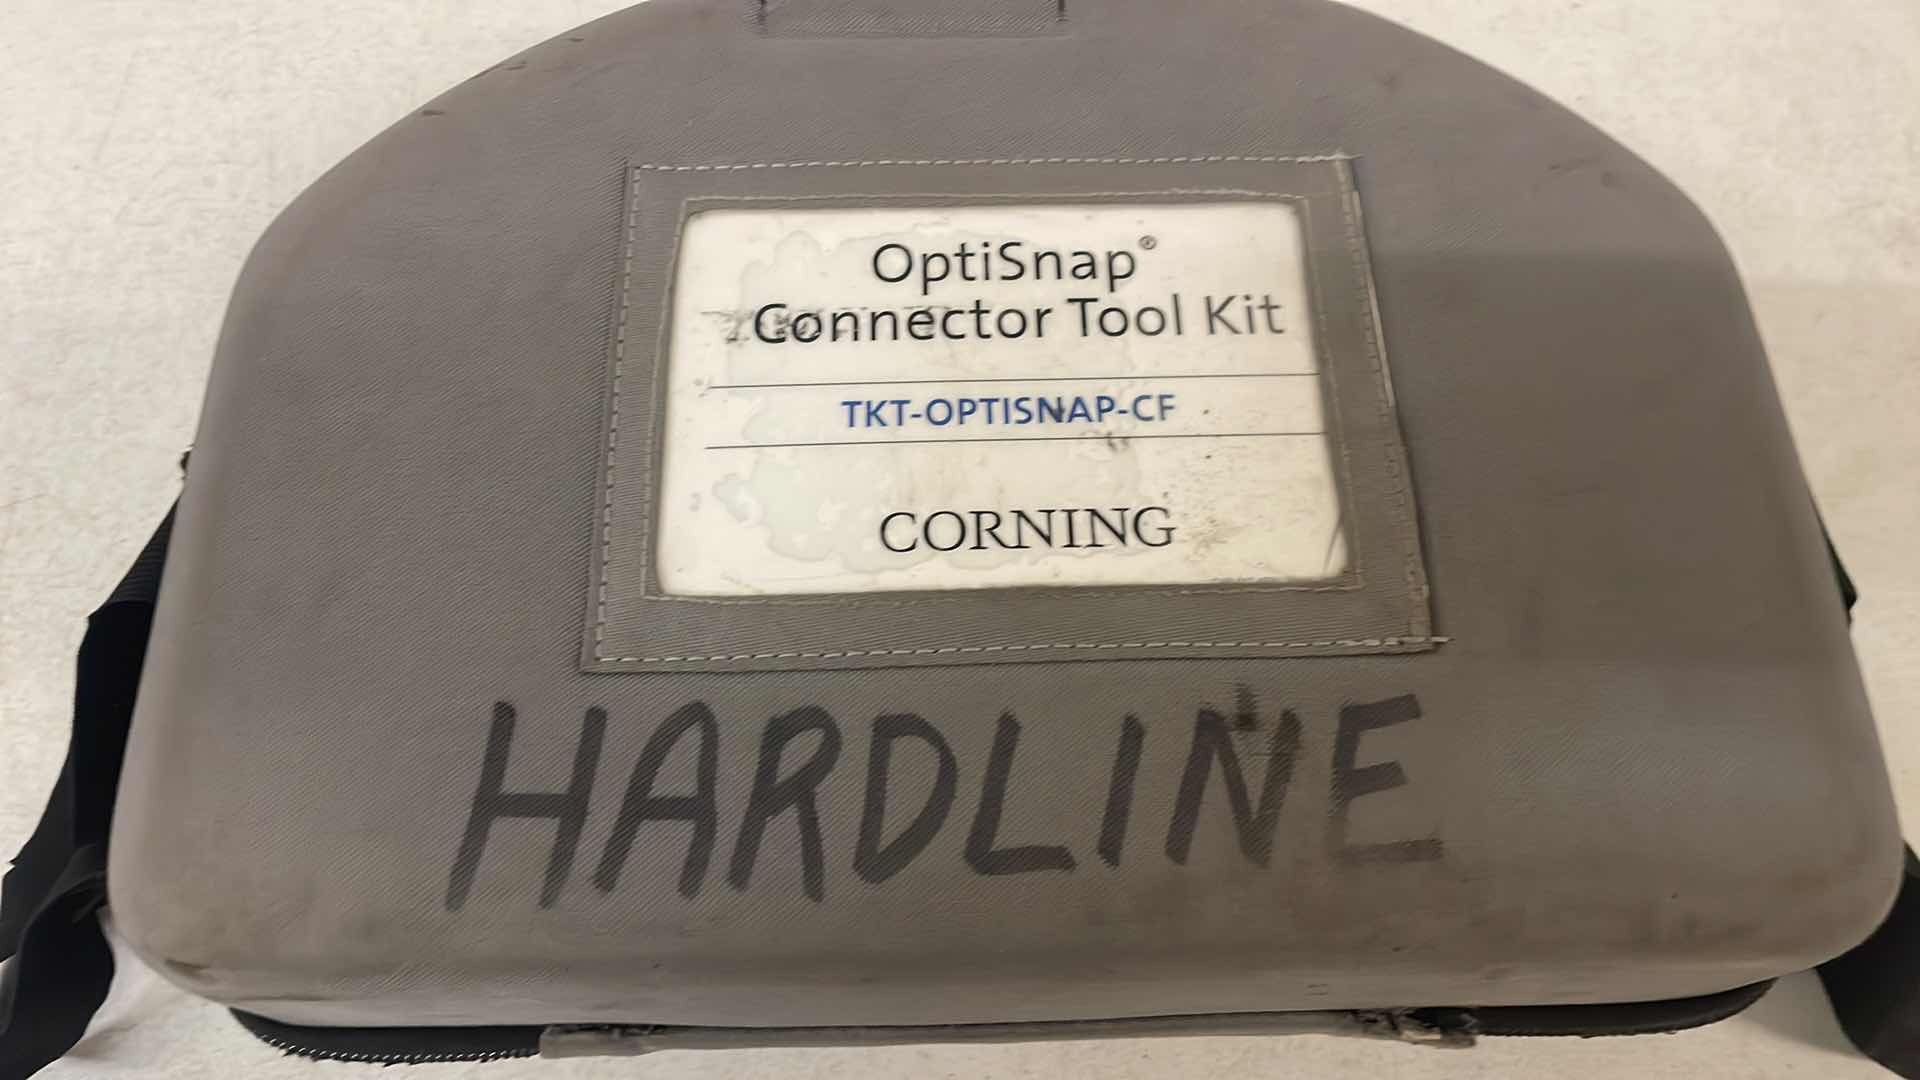 OptiSnap®
Connector Tool Kit
TKT-OPTISNAP-CF
CORNING
HARDLINE